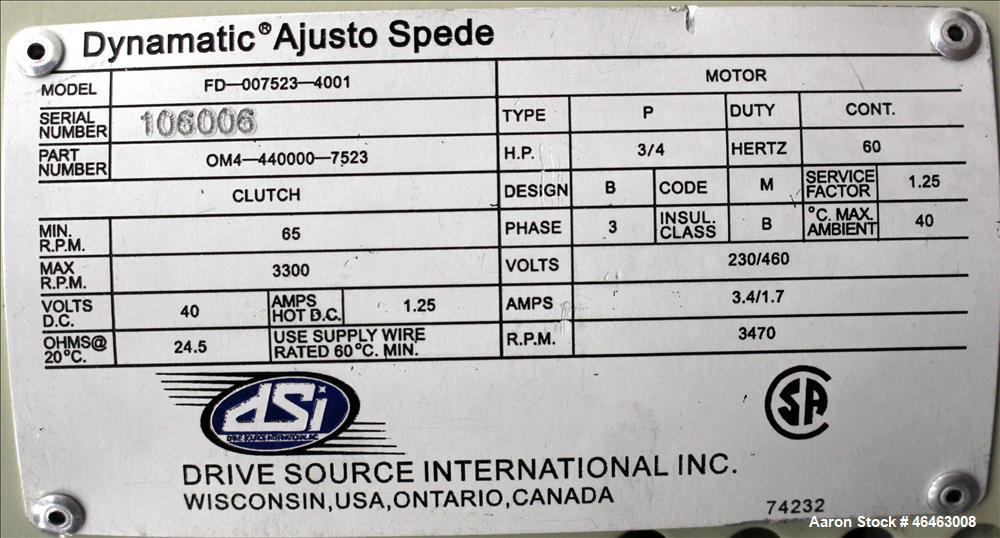 Dynamatic® Ajusto Spede
MODEL FD—007523—4001
SERIAL NUMBER 106006
PART NUMBER OM4—440000—7523
CLUTCH
MIN. R.P.M. 65
MAX R.P.M. 3300
VOLTS D.C. 40 AMPS HOT D.C. 1.25
OHMS@ 20°C. 24.5 USE SUPPLY WIRE RATED 60°C. MIN.
MOTOR
TYPE P DUTY CONT.
H.P. 3/4 HERTZ 60
DESIGN B CODE M SERVICE FACTOR 1.25
PHASE 3 INSUL. CLASS B °C. MAX. AMBIENT 40
VOLTS 230/460
AMPS 3.4/1.7
R.P.M. 3470
dsi
DRIVE SOURCE INTERNATIONAL INC.
SA
DRIVE SOURCE INTERNATIONAL INC.
WISCONSIN,USA,ONTARIO,CANADA
74232
Aaron Stock # 46463008